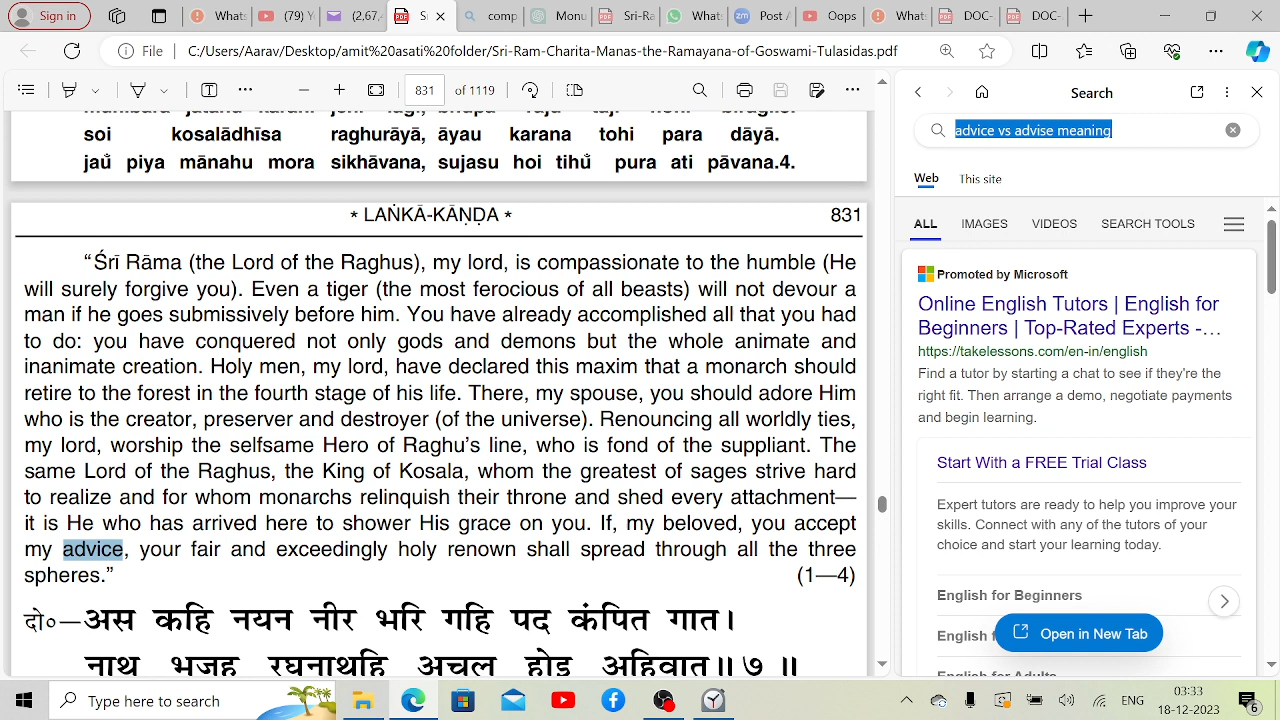 Sign in
Whats
(79) Y
(2,67,
S
comp
Monu
Sri-Ra
Whats
Post A
Oops
Whats
DOC-
DOC-
File
C:/Users/Aarav/Desktop/amit%20asati%20folder/Sri-Ram-Charita-Manas-the-Ramayana-of-Goswami-Tulasidas.pdf
831 of 1119
soi kosalādhīsa raghurāyā, āyau karana tohi para dāyā.
jaů piya mānahu mora sikhāvana, sujasu hoi tihů pura ati pāvana.4.
* LAṄKĀ-KĀṆḌA * 831
“Śrī Rāma (the Lord of the Raghus), my lord, is compassionate to the humble (He
will surely forgive you). Even a tiger (the most ferocious of all beasts) will not devour a
man if he goes submissively before him. You have already accomplished all that you had
to do: you have conquered not only gods and demons but the whole animate and
inanimate creation. Holy men, my lord, have declared this maxim that a monarch should
retire to the forest in the fourth stage of his life. There, my spouse, you should adore Him
who is the creator, preserver and destroyer (of the universe). Renouncing all worldly ties,
my lord, worship the selfsame Hero of Raghu’s line, who is fond of the suppliant. The
same Lord of the Raghus, the King of Kosala, whom the greatest of sages strive hard
to realize and for whom monarchs relinquish their throne and shed every attachment—
it is He who has arrived here to shower His grace on you. If, my beloved, you accept
my advice, your fair and exceedingly holy renown shall spread through all the three
spheres.” (1—4)
दो०—अस कहि नयन नीर भरि गहि पद कंपित गात।
नाथ भजहु रघुनाथहि अचल होइ अहिवात॥ ७ ॥
Search
advice vs advise meaning
Web This site
ALL IMAGES VIDEOS SEARCH TOOLS
Promoted by Microsoft
Online English Tutors | English for
Beginners | Top-Rated Experts -…
https://takelessons.com/en-in/english
Find a tutor by starting a chat to see if they're the
right fit. Then arrange a demo, negotiate payments
and begin learning.
Start With a FREE Trial Class
Expert tutors are ready to help you improve your
skills. Connect with any of the tutors of your
choice and start your learning today.
English for Beginners
English
Open in New Tab
English for Adults
Type here to search
ENG
03:33
18-12-2023
6